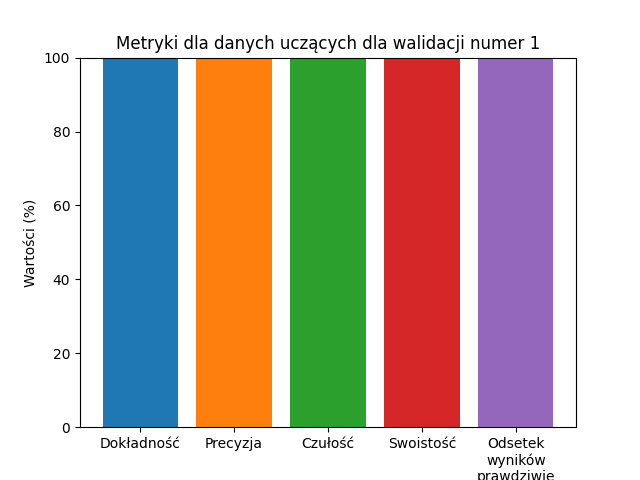 Metryki dla danych uczących dla walidacji numer 1
100
80
60
40
20
0
Wartości (%)
Dokładność
Precyzja
Czułość
Swoistość
Odsetek
wyników
prawdziwie